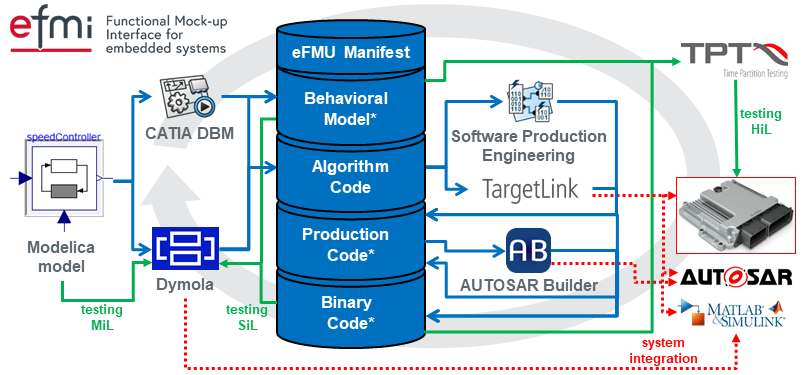 efmi
Functional Mock-up
Interface for
embedded systems
eFMU Manifest
TPT
Time Partition Testing
Behavioral
Model*
CATIA DBM
110
001
Software Production
Engineering
testing
HiL
speedController
Algorithm
Code
TargetLink
Modelica
model
Production
Code*
AB
AUTOSAR Builder
AUTOSAR
Dymola
testing
MiL
testing
SiL
Binary
Code*
MATLAB®
&SIMULINK®
system
integration